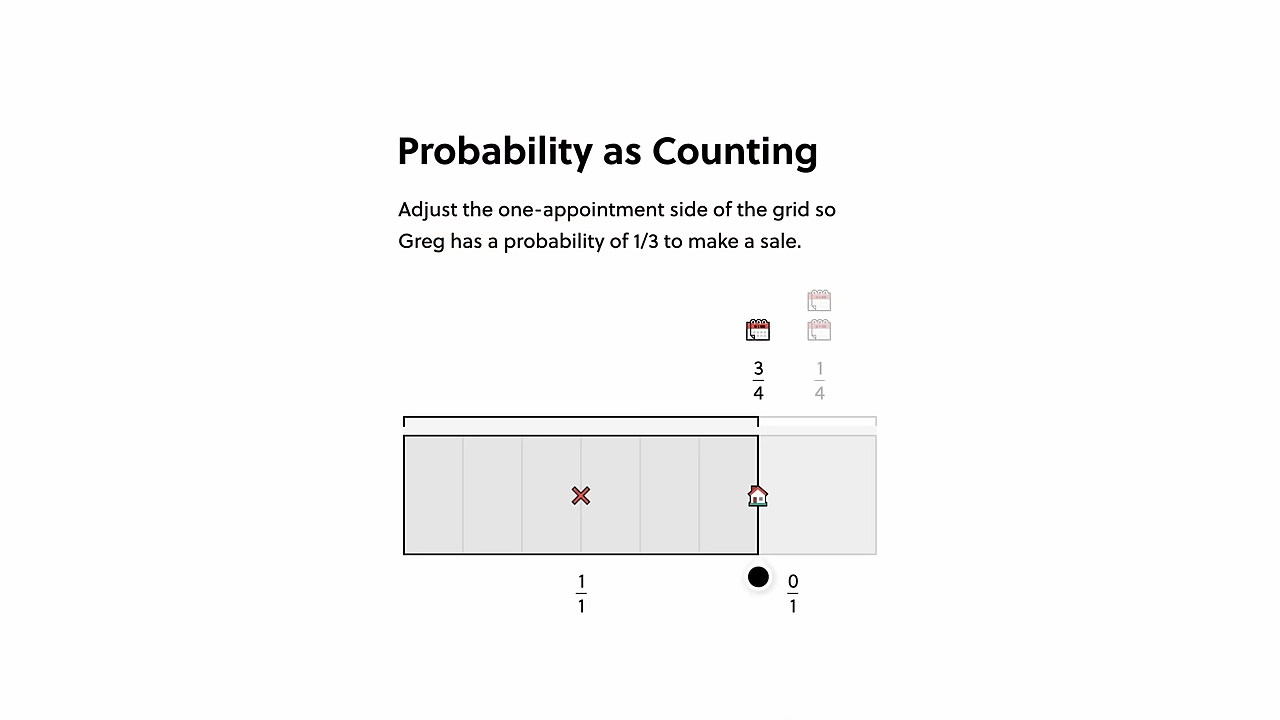 Probability as Counting
Adjust the one-appointment side of the grid so
Greg has a probability of 1/3 to make a sale.
3
4
1
4
1
1
0
1